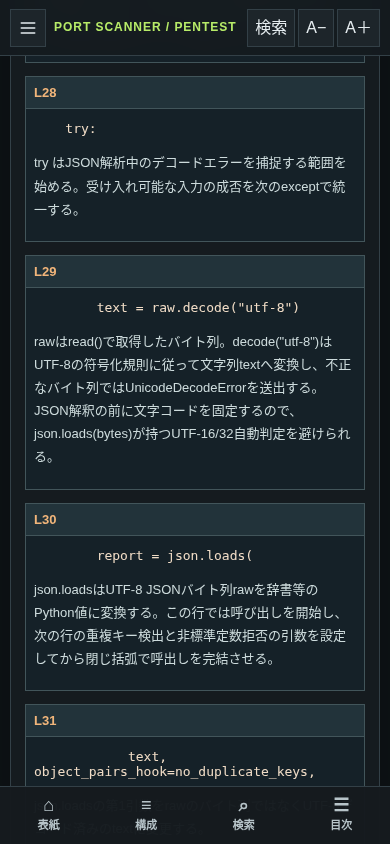 PORT SCANNER / PENTEST
検索
A−
A+
L28
try:
try はJSON解析中のデコードエラーを捕捉する範囲を
始める。受け入れ可能な入力の成否を次のexceptで統
一する。
L29
text = raw.decode("utf-8")
rawはread()で取得したバイト列。decode("utf-8")は
UTF-8の符号化規則に従って文字列textへ変換し、不正
なバイト列ではUnicodeDecodeErrorを送出する。
JSON解釈の前に文字コードを固定するので、
json.loads(bytes)が持つUTF-16/32自動判定を避けられ
る。
L30
report = json.loads(
json.loadsはUTF-8 JSONバイト列rawを辞書等の
Python値に変換する。この行では呼び出しを開始し、
次の行の重複キー検出と非標準定数拒否の引数を設定
してから閉じ括弧で呼出しを完結させる。
L31
text,
object_pairs_hook=no_duplicate_keys,
表紙
構成
検索
目次